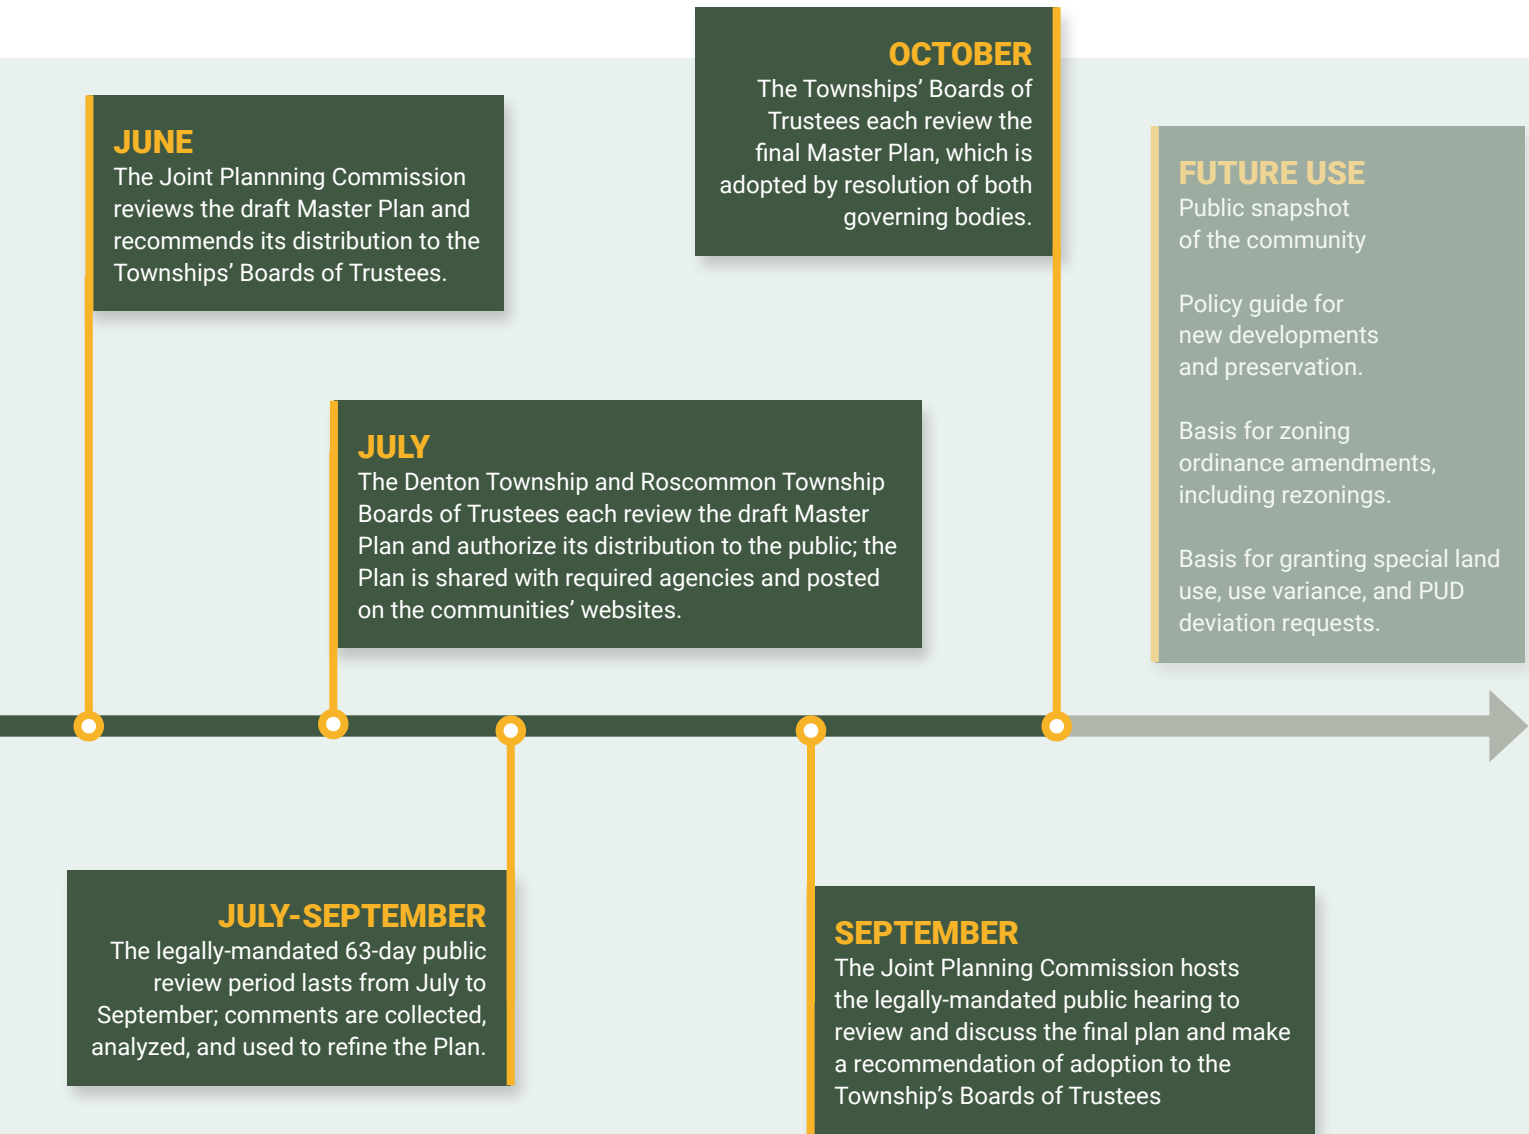 JUNE
The Joint Plannning Commission
reviews the draft Master Plan and
recommends its distribution to the
Townships’ Boards of Trustees.
JULY
The Denton Township and Roscommon Township
Boards of Trustees each review the draft Master
Plan and authorize its distribution to the public; the
Plan is shared with required agencies and posted
on the communities’ websites.
JULY-SEPTEMBER
The legally-mandated 63-day public
review period lasts from July to
September; comments are collected,
analyzed, and used to refine the Plan.
SEPTEMBER
The Joint Planning Commission hosts
the legally-mandated public hearing to
review and discuss the final plan and make
a recommendation of adoption to the
Township’s Boards of Trustees
OCTOBER
The Townships’ Boards of
Trustees each review the
final Master Plan, which is
adopted by resolution of both
governing bodies.
FUTURE USE
Public snapshot
of the community
Policy guide for
new developments
and preservation.
Basis for zoning
ordinance amendments,
including rezonings.
Basis for granting special land
use, use variance, and PUD
deviation requests.